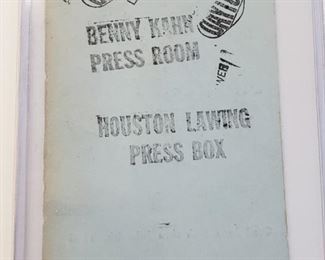 BENNY KAHN
PRESS ROOM
HOUSTON LAWING
PRESS BOX